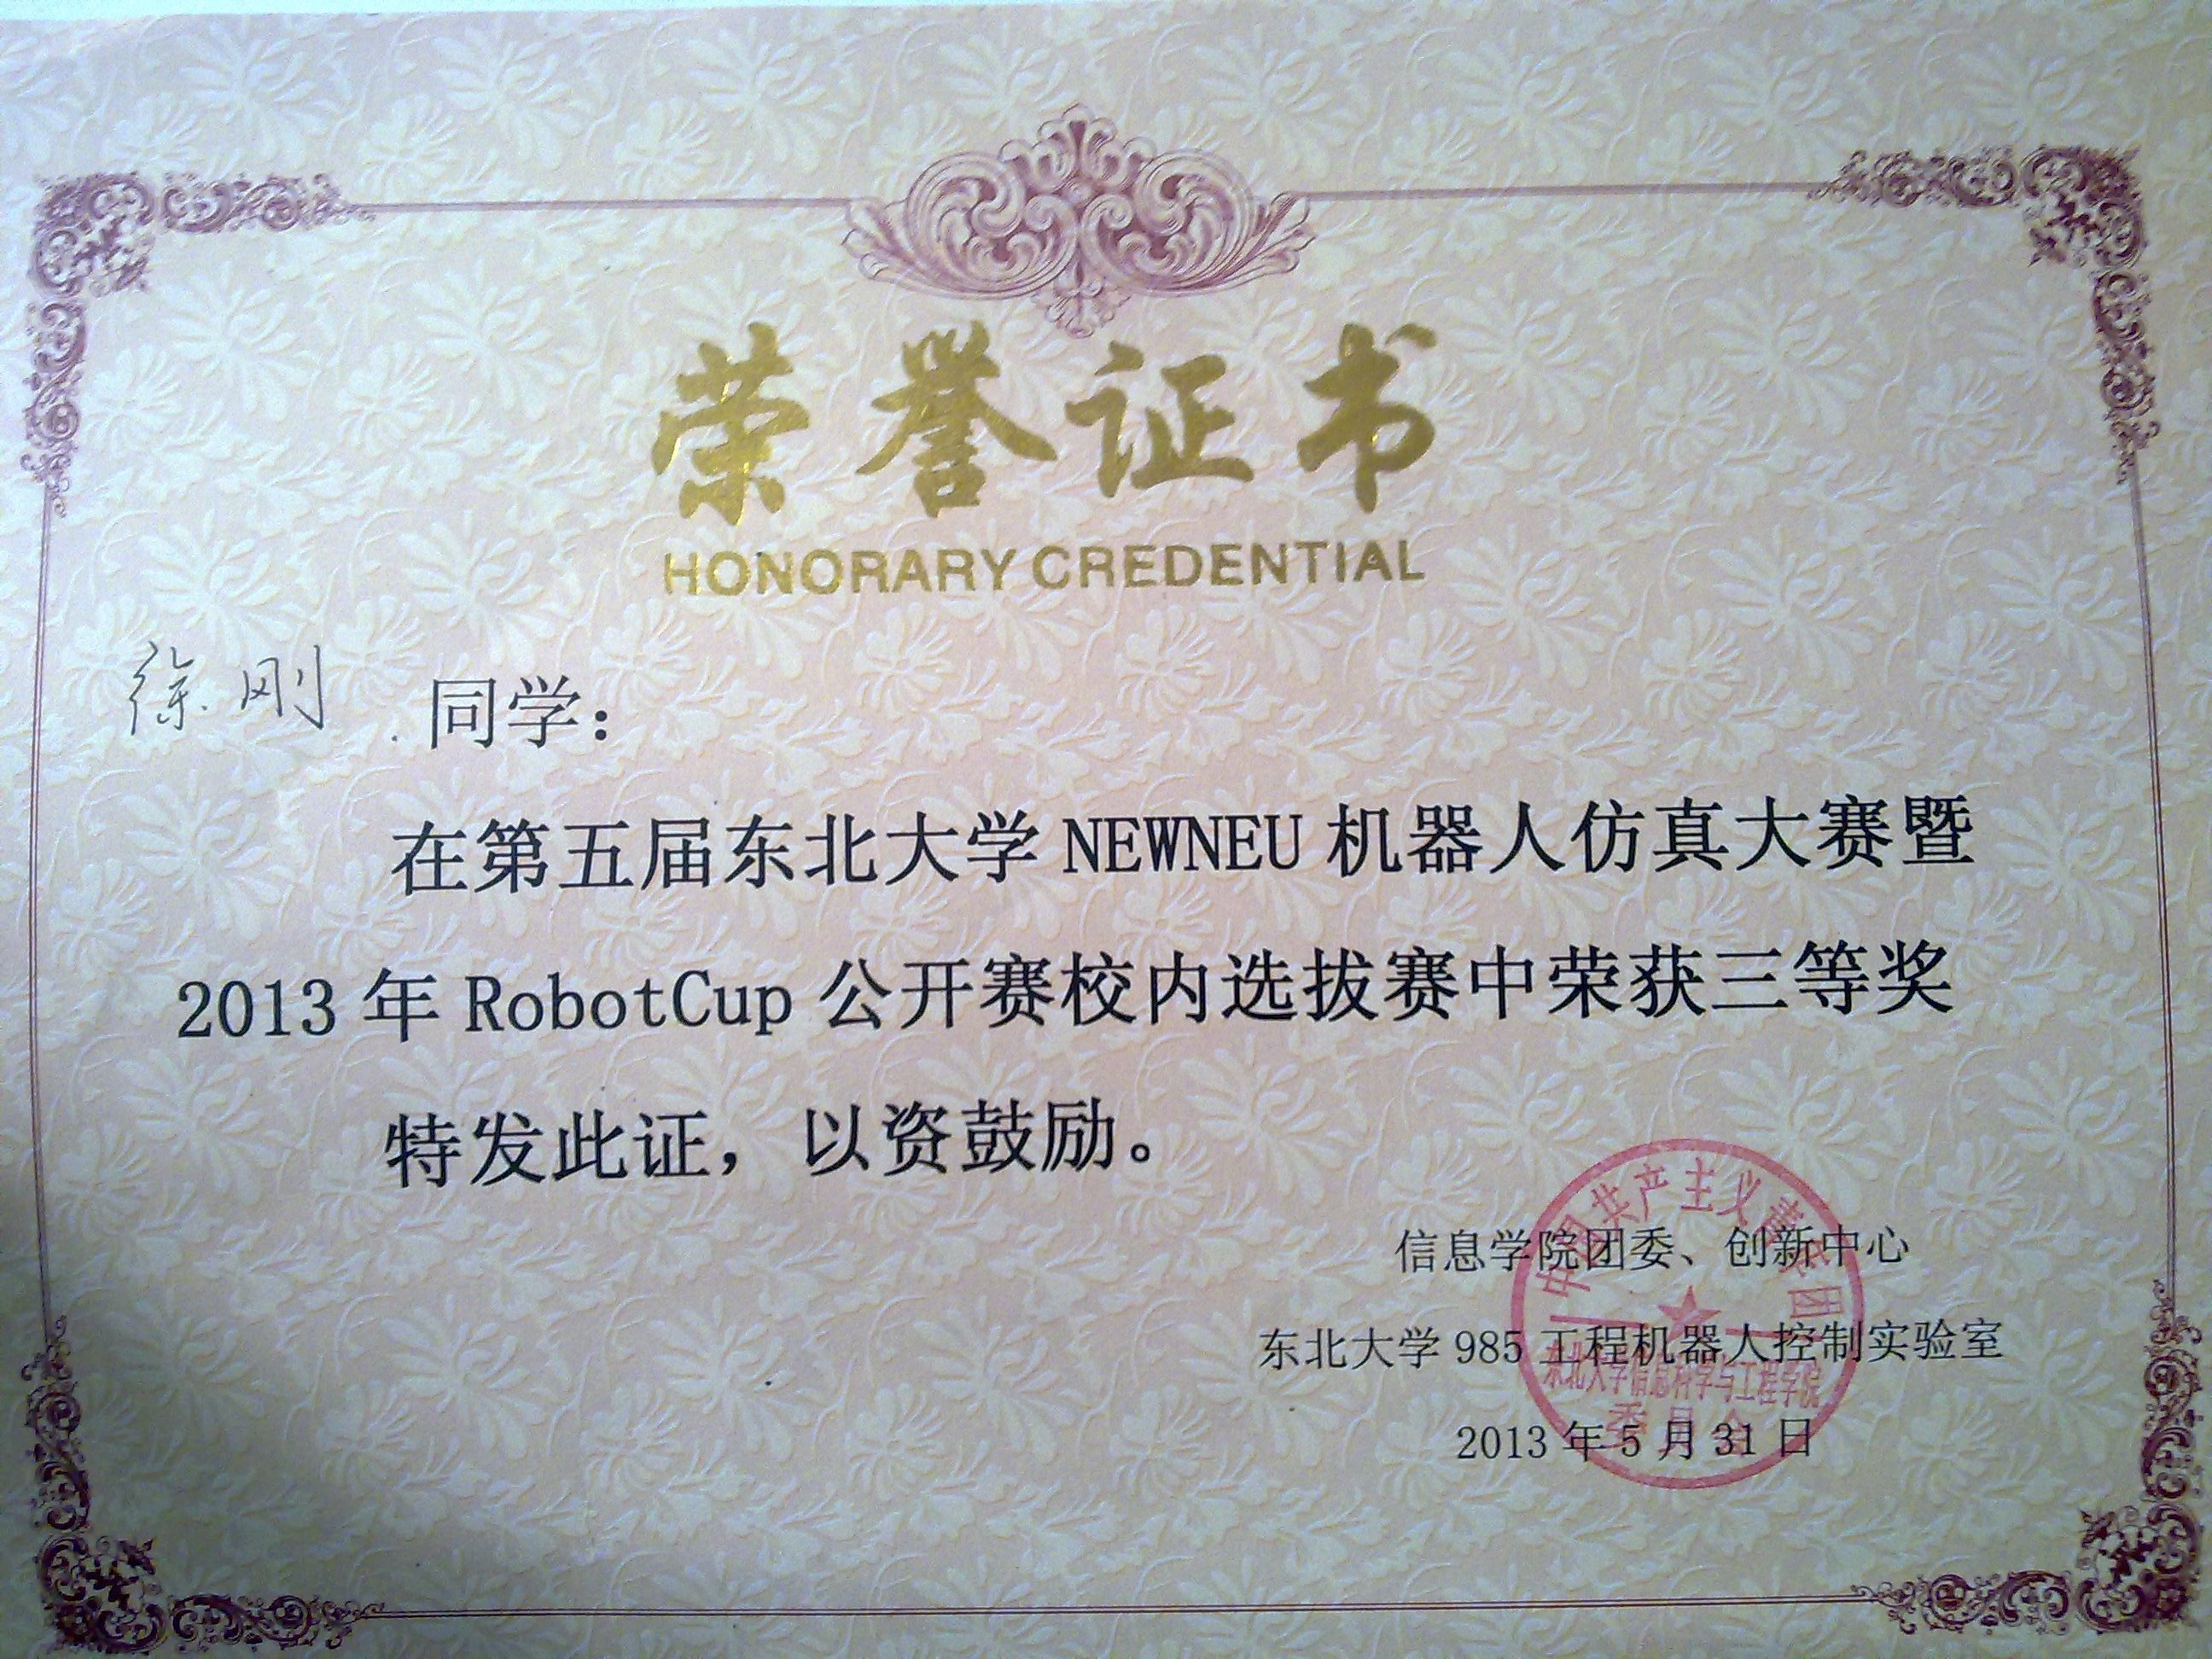 荣誉证书
HONORARY CREDENTIAL
徐刚 同学：
在第五届东北大学 NEWNEU 机器人仿真大赛暨
2013 年 RobotCup 公开赛校内选拔赛中荣获三等奖
特发此证，以资鼓励。
信息学院团委、创新中心
东北大学 985 工程机器人控制实验室
2013 年 5 月 31 日
中国共产主义青年团
东北大学信息科学与工程学院
委员会